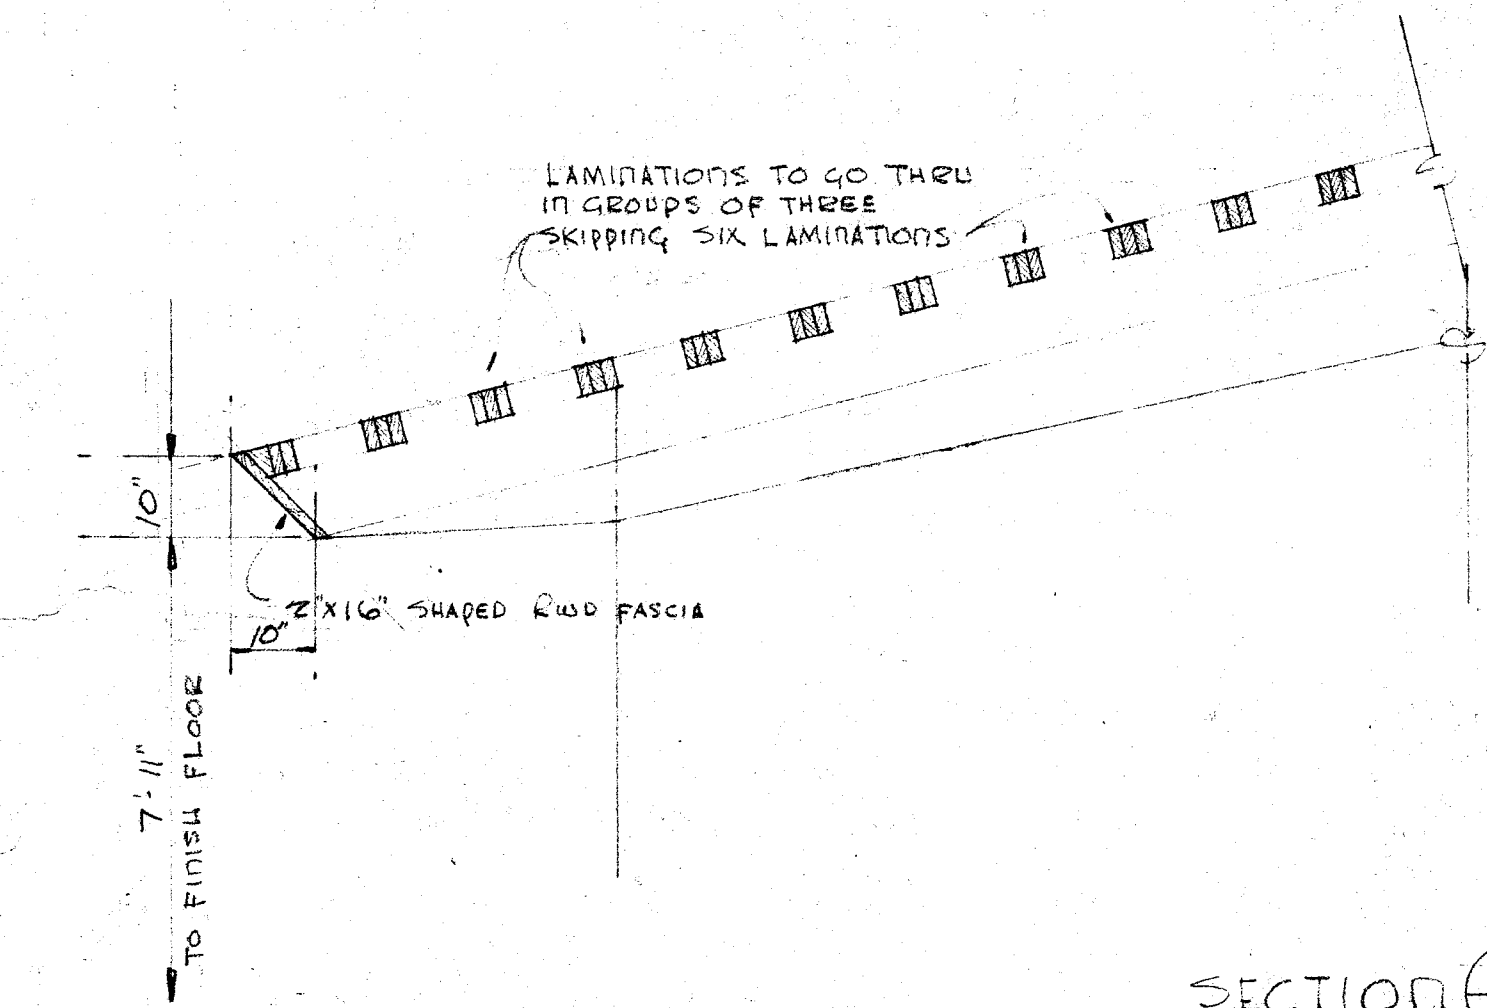 LAMINATIONS TO GO THRU
IN GROUPS OF THREE
SKIPPING SIX LAMINATIONS
10"
2"X16" SHAPED RWD FASCIA
10"
7'-11"
TO FINISH FLOOR
SECTION